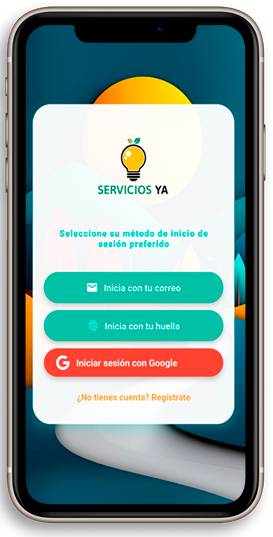 SERVICIOS YA
Seleccione su método de inicio de
sesión preferido
Inicia con tu correo
Inicia con tu huella
G Iniciar sesión con Google
¿No tienes cuenta? Regístrate